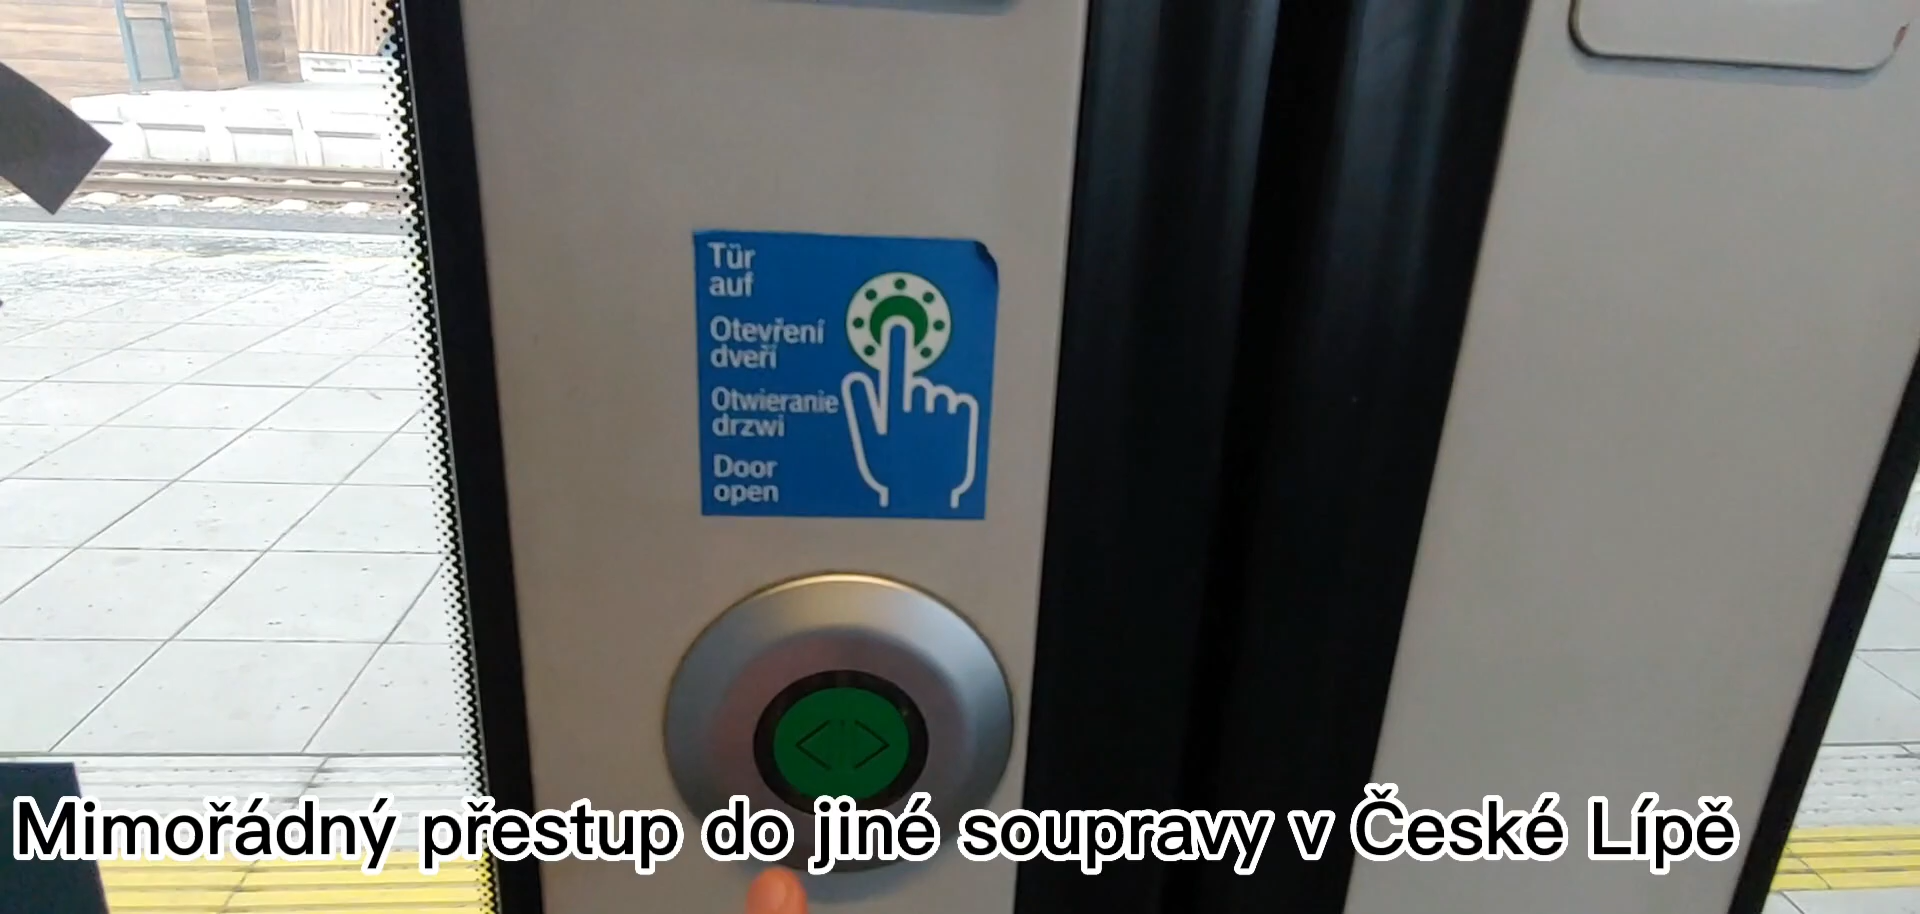 Tür
auf
Otevření
dveří
Otwieranie
drzwi
Door
open
Mimořádný přestup do jiné soupravy v České Lípě